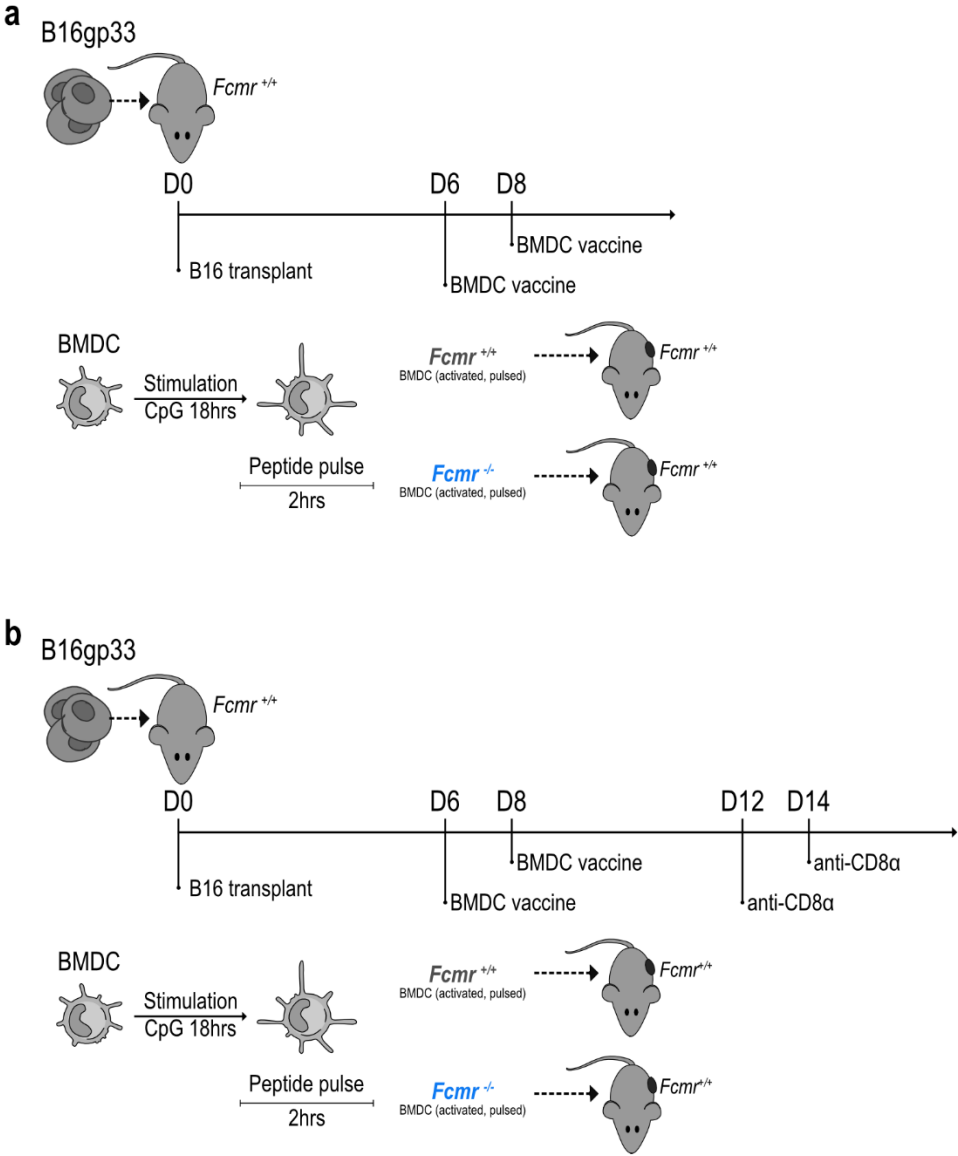 a
B16gp33
Fcmr +/+
D0
D6
D8
BMDC vaccine
B16 transplant
BMDC vaccine
BMDC
Stimulation
CpG 18hrs
Peptide pulse
2hrs
Fcmr +/+
BMDC (activated, pulsed)
Fcmr +/+
Fcmr -/-
BMDC (activated, pulsed)
Fcmr +/+
b
B16gp33
Fcmr +/+
D0
D6
D8
D12
D14
BMDC vaccine
anti-CD8α
B16 transplant
BMDC vaccine
anti-CD8α
BMDC
Stimulation
CpG 18hrs
Peptide pulse
2hrs
Fcmr +/+
BMDC (activated, pulsed)
Fcmr+/+
Fcmr -/-
BMDC (activated, pulsed)
Fcmr+/+